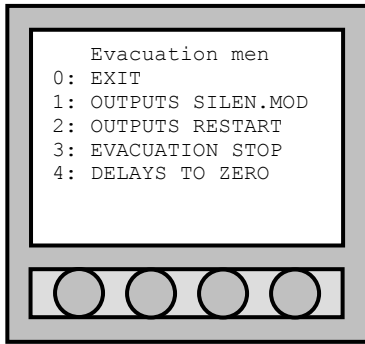 Evacuation men
0: EXIT
1: OUTPUTS SILEN.MOD
2: OUTPUTS RESTART
3: EVACUATION STOP
4: DELAYS TO ZERO